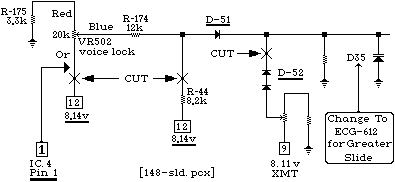 R-175
3.3k
Red
20k
Blue
R-174
12k
D-51
VR502
voice lock
Or
CUT
CUT
D-52
D35
R-44
8.2k
12
8.14v
12
8.14v
1
IC.4
Pin 1
[148-sld. pcx]
9
8.11v
XMT
Change To
ECG-612
for Greater
Slide